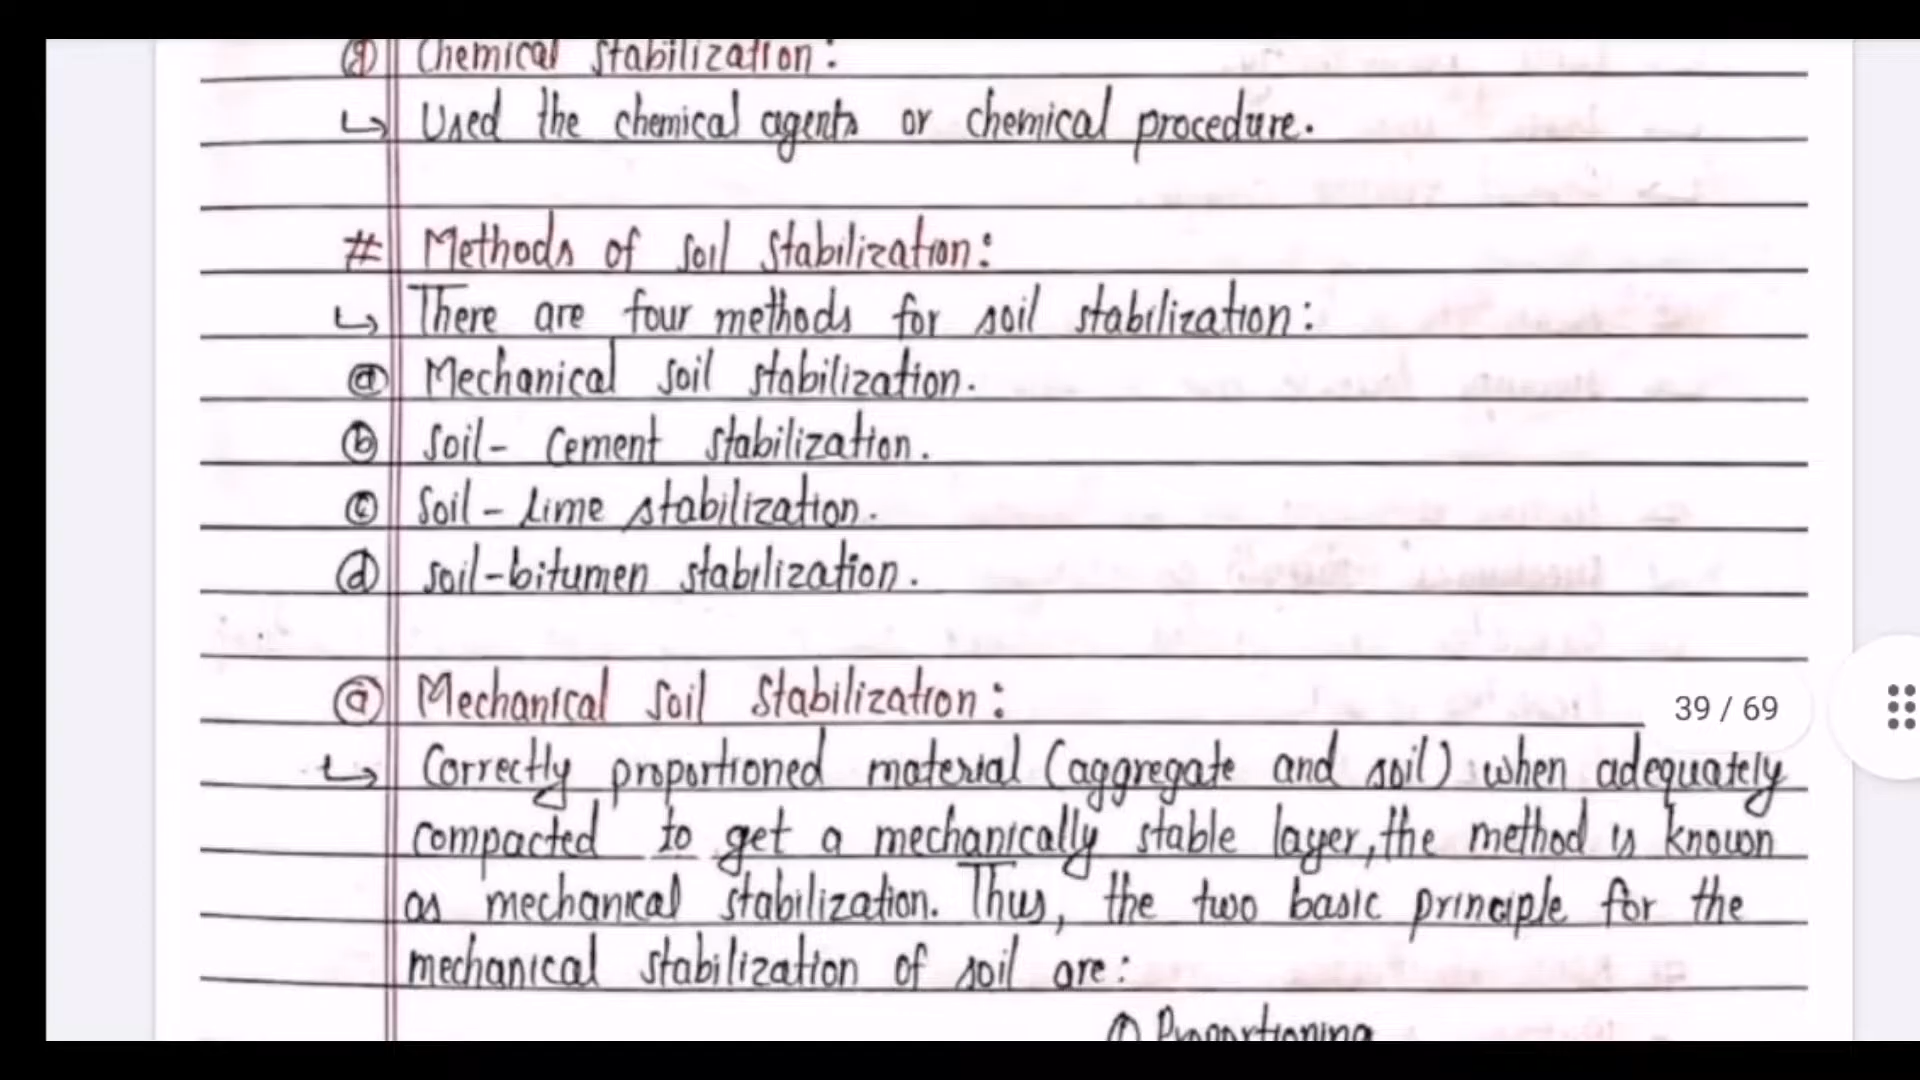 Chemical stabilization:
↳ Used the chemical agents or chemical procedure.
# Methods of soil stabilization:
↳ There are four methods for soil stabilization:
ⓐ Mechanical soil stabilization.
ⓑ soil- cement stabilization.
ⓒ soil - lime stabilization.
ⓓ soil-bitumen stabilization.
ⓐ Mechanical soil stabilization:
39 / 69
↳ Correctly proportioned material (aggregate and soil) when adequately
compacted to get a mechanically stable layer, the method is known
as mechanical stabilization. Thus, the two basic principle for the
mechanical stabilization of soil are:
① Proportioning